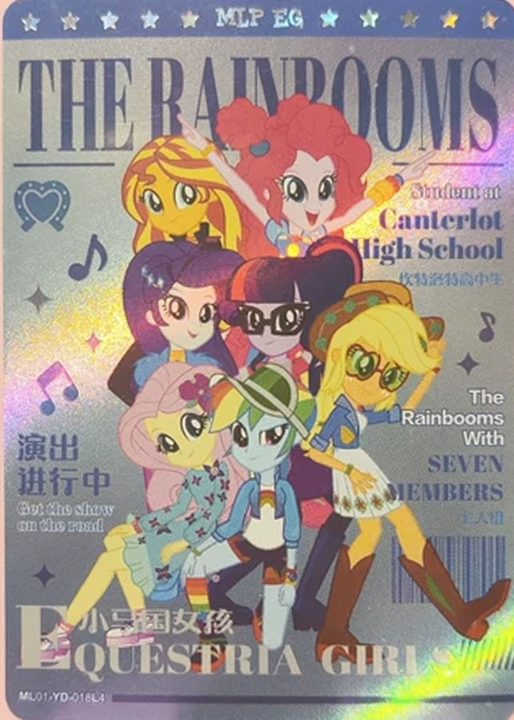 MLP EG
THE RAINBOOMS
Student at
Canterlot
High School
坎特洛特高中生
The
Rainbooms
With
SEVEN
MEMBERS
七人组
演出
进行中
Get the show
on the road
小马国女孩
EQUESTRIA GIRLS
ML01-YD-018L4